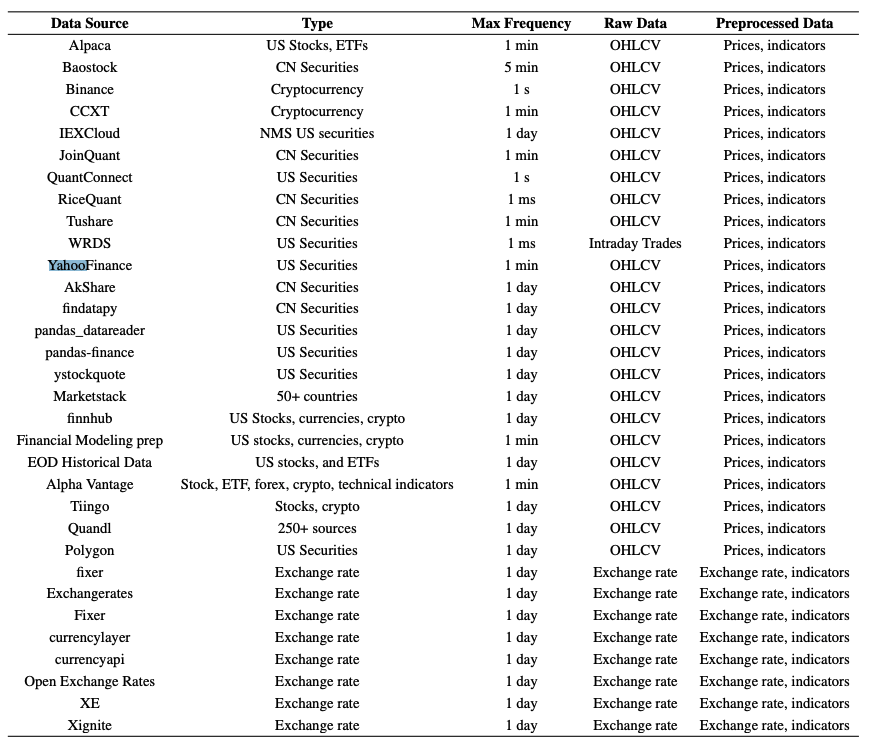 Data Source Type Max Frequency Raw Data Preprocessed Data
Alpaca US Stocks, ETFs 1 min OHLCV Prices, indicators
Baostock CN Securities 5 min OHLCV Prices, indicators
Binance Cryptocurrency 1 s OHLCV Prices, indicators
CCXT Cryptocurrency 1 min OHLCV Prices, indicators
IEXCloud NMS US securities 1 day OHLCV Prices, indicators
JoinQuant CN Securities 1 min OHLCV Prices, indicators
QuantConnect US Securities 1 s OHLCV Prices, indicators
RiceQuant CN Securities 1 ms OHLCV Prices, indicators
Tushare CN Securities 1 min OHLCV Prices, indicators
WRDS US Securities 1 ms Intraday Trades Prices, indicators
YahooFinance US Securities 1 min OHLCV Prices, indicators
AkShare CN Securities 1 day OHLCV Prices, indicators
findatapy CN Securities 1 day OHLCV Prices, indicators
pandas_datareader US Securities 1 day OHLCV Prices, indicators
pandas-finance US Securities 1 day OHLCV Prices, indicators
ystockquote US Securities 1 day OHLCV Prices, indicators
Marketstack 50+ countries 1 day OHLCV Prices, indicators
finnhub US Stocks, currencies, crypto 1 day OHLCV Prices, indicators
Financial Modeling prep US stocks, currencies, crypto 1 min OHLCV Prices, indicators
EOD Historical Data US stocks, and ETFs 1 day OHLCV Prices, indicators
Alpha Vantage Stock, ETF, forex, crypto, technical indicators 1 min OHLCV Prices, indicators
Tiingo Stocks, crypto 1 day OHLCV Prices, indicators
Quandl 250+ sources 1 day OHLCV Prices, indicators
Polygon US Securities 1 day OHLCV Prices, indicators
fixer Exchange rate 1 day Exchange rate Exchange rate, indicators
Exchangerates Exchange rate 1 day Exchange rate Exchange rate, indicators
Fixer Exchange rate 1 day Exchange rate Exchange rate, indicators
currencylayer Exchange rate 1 day Exchange rate Exchange rate, indicators
currencyapi Exchange rate 1 day Exchange rate Exchange rate, indicators
Open Exchange Rates Exchange rate 1 day Exchange rate Exchange rate, indicators
XE Exchange rate 1 day Exchange rate Exchange rate, indicators
Xignite Exchange rate 1 day Exchange rate Exchange rate, indicators